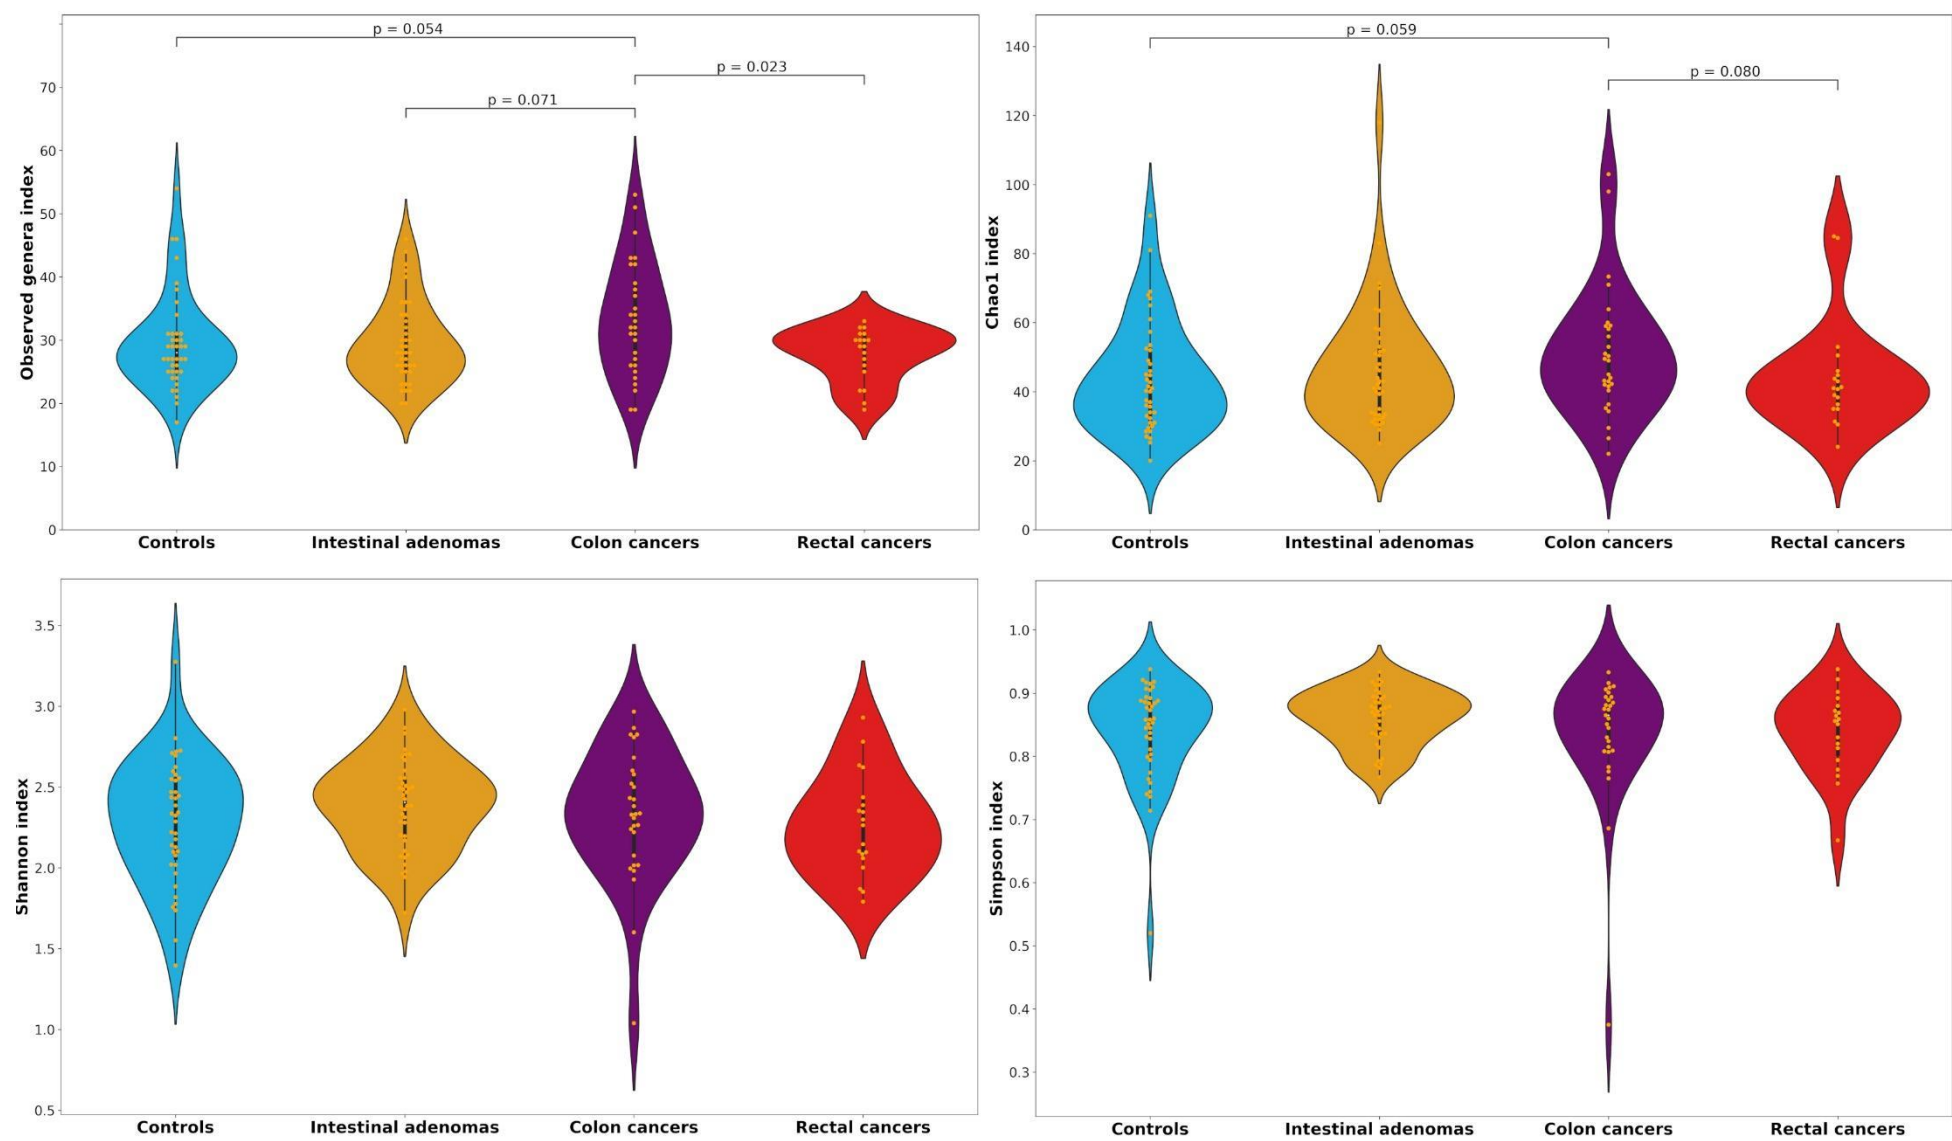 Observed genera index
70
60
50
40
30
20
10
0
p = 0.054
p = 0.023
p = 0.071
Controls
Intestinal adenomas
Colon cancers
Rectal cancers
Chao1 index
140
120
100
80
60
40
20
0
p = 0.059
p = 0.080
Controls
Intestinal adenomas
Colon cancers
Rectal cancers
Shannon index
3.5
3.0
2.5
2.0
1.5
1.0
0.5
Controls
Intestinal adenomas
Colon cancers
Rectal cancers
Simpson index
1.0
0.9
0.8
0.7
0.6
0.5
0.4
0.3
Controls
Intestinal adenomas
Colon cancers
Rectal cancers